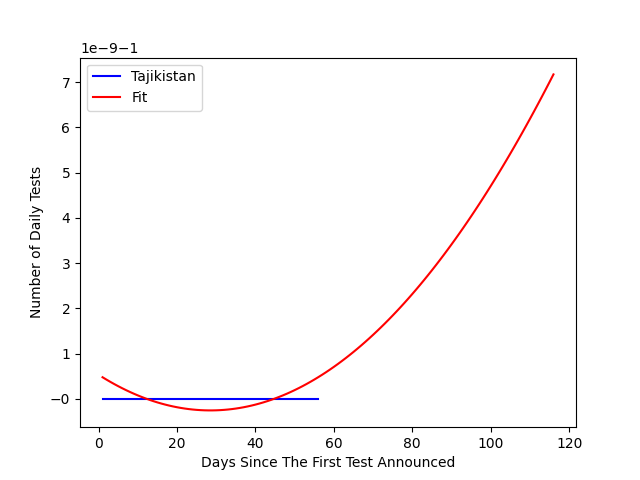 1e−9−1
7
6
5
4
3
2
1
−0
0 20 40 60 80 100 120
Tajikistan
Fit
Number of Daily Tests
Days Since The First Test Announced